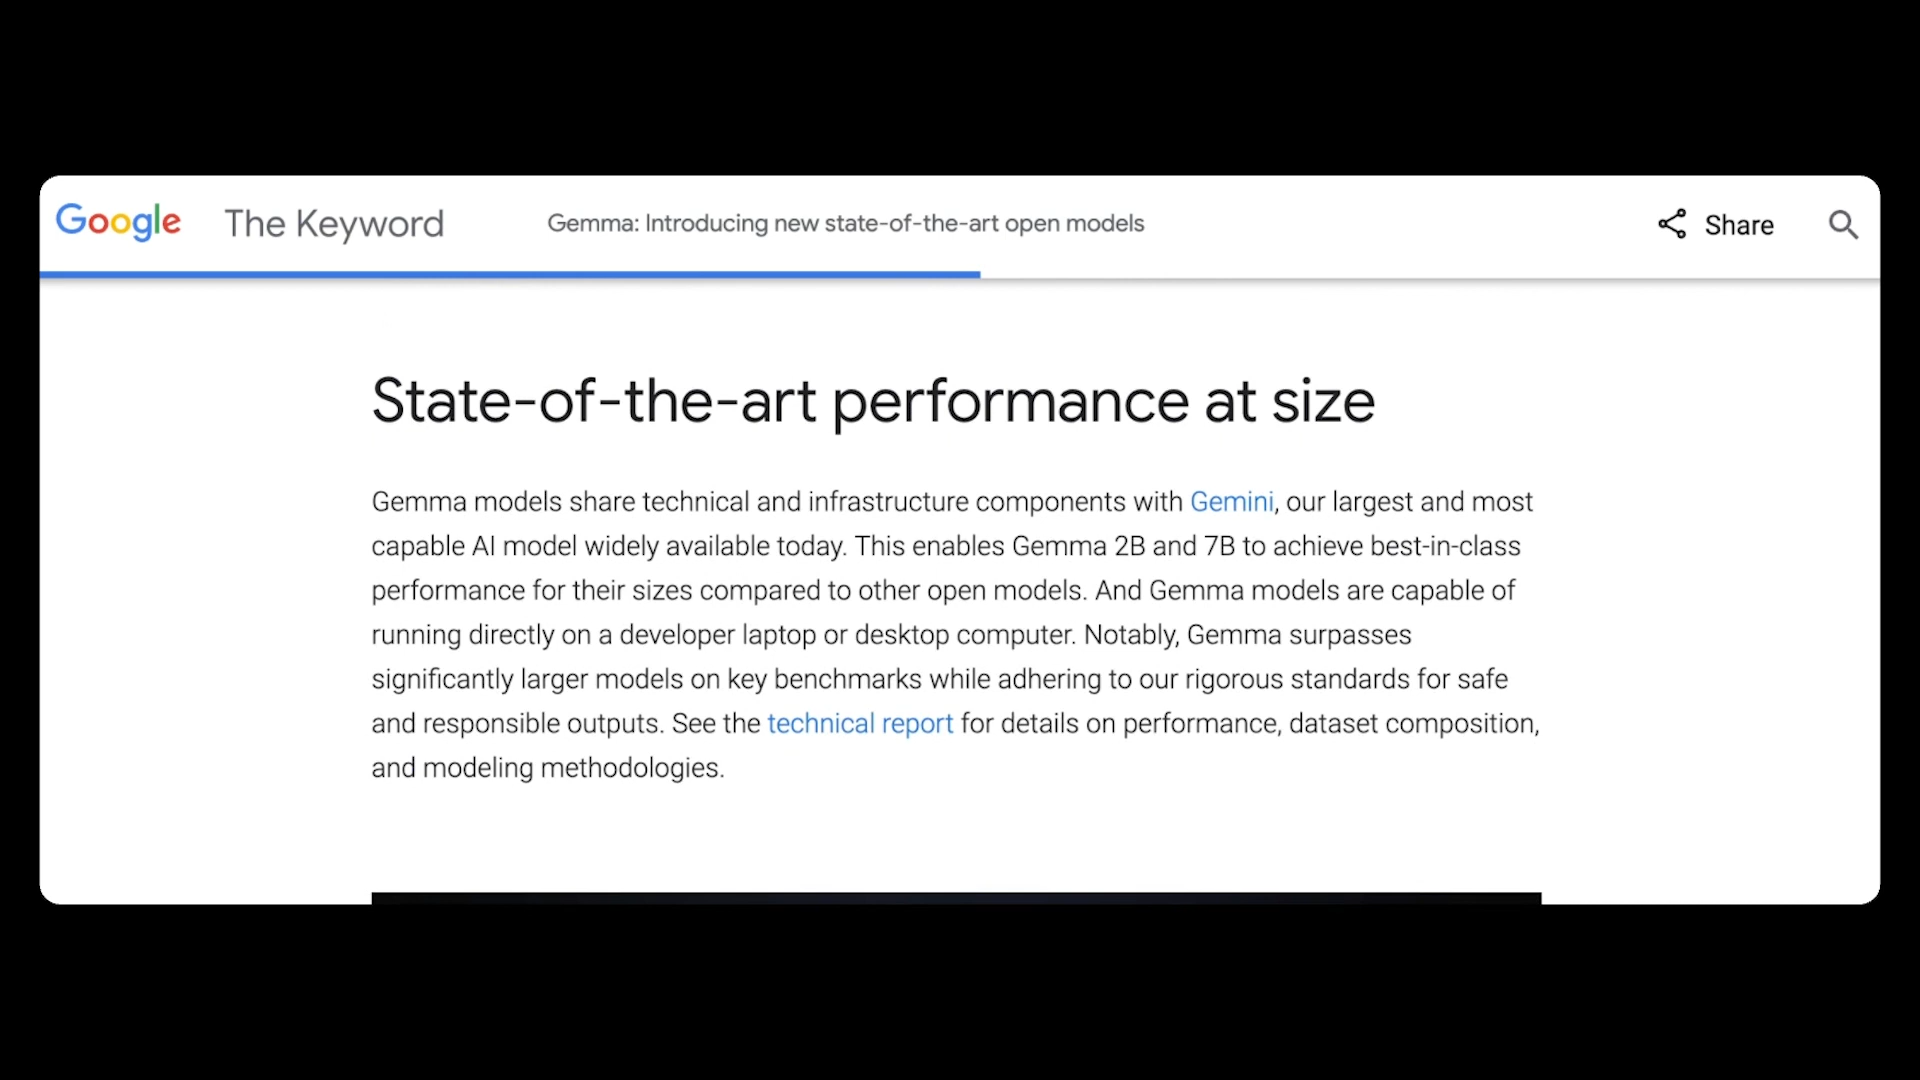 Google The Keyword Gemma: Introducing new state-of-the-art open models Share
State-of-the-art performance at size
Gemma models share technical and infrastructure components with Gemini, our largest and most
capable AI model widely available today. This enables Gemma 2B and 7B to achieve best-in-class
performance for their sizes compared to other open models. And Gemma models are capable of
running directly on a developer laptop or desktop computer. Notably, Gemma surpasses
significantly larger models on key benchmarks while adhering to our rigorous standards for safe
and responsible outputs. See the technical report for details on performance, dataset composition,
and modeling methodologies.